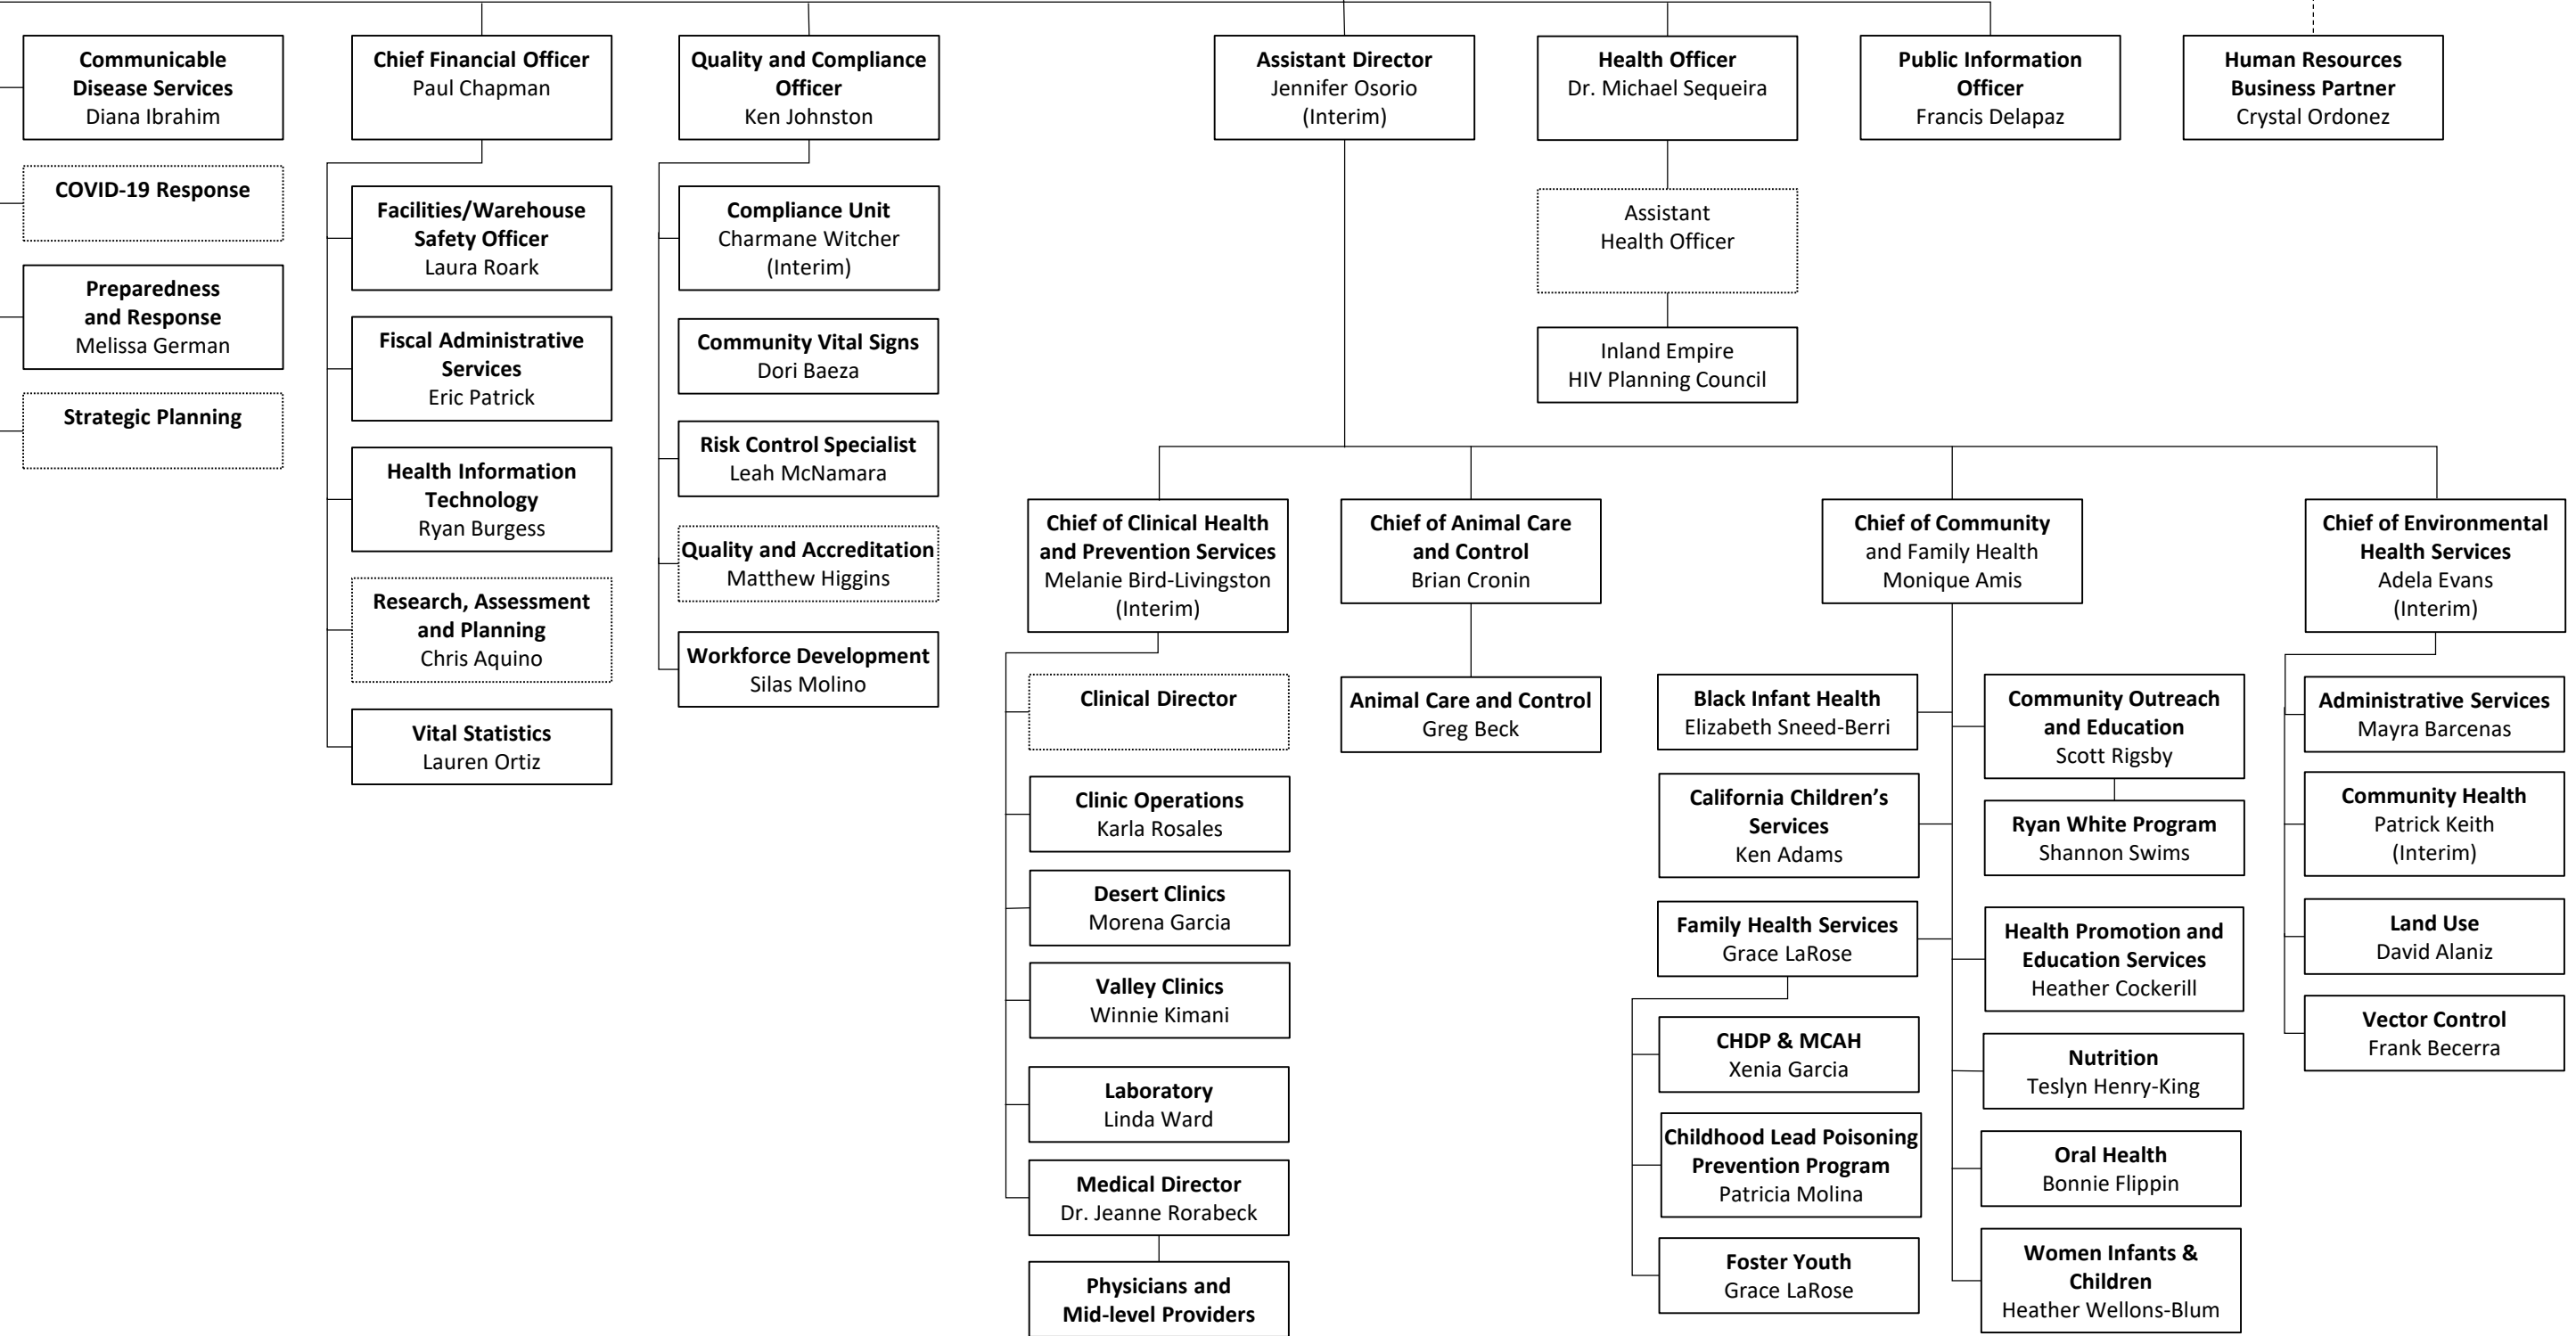 Communicable
Disease Services
Diana Ibrahim
COVID-19 Response
Preparedness
and Response
Melissa German
Strategic Planning
Chief Financial Officer
Paul Chapman
Facilities/Warehouse
Safety Officer
Laura Roark
Fiscal Administrative
Services
Eric Patrick
Health Information
Technology
Ryan Burgess
Research, Assessment
and Planning
Chris Aquino
Vital Statistics
Lauren Ortiz
Quality and Compliance
Officer
Ken Johnston
Compliance Unit
Charmane Witcher
(Interim)
Community Vital Signs
Dori Baeza
Risk Control Specialist
Leah McNamara
Quality and Accreditation
Matthew Higgins
Workforce Development
Silas Molino
Assistant Director
Jennifer Osorio
(Interim)
Health Officer
Dr. Michael Sequeira
Assistant
Health Officer
Inland Empire
HIV Planning Council
Public Information
Officer
Francis Delapaz
Human Resources
Business Partner
Crystal Ordonez
Chief of Clinical Health
and Prevention Services
Melanie Bird-Livingston
(Interim)
Clinical Director
Clinic Operations
Karla Rosales
Desert Clinics
Morena Garcia
Valley Clinics
Winnie Kimani
Laboratory
Linda Ward
Medical Director
Dr. Jeanne Rorabeck
Physicians and
Mid-level Providers
Chief of Animal Care
and Control
Brian Cronin
Animal Care and Control
Greg Beck
Chief of Community
and Family Health
Monique Amis
Black Infant Health
Elizabeth Sneed-Berri
California Children’s
Services
Ken Adams
Family Health Services
Grace LaRose
CHDP & MCAH
Xenia Garcia
Childhood Lead Poisoning
Prevention Program
Patricia Molina
Foster Youth
Grace LaRose
Community Outreach
and Education
Scott Rigsby
Ryan White Program
Shannon Swims
Health Promotion and
Education Services
Heather Cockerill
Nutrition
Teslyn Henry-King
Oral Health
Bonnie Flippin
Women Infants &
Children
Heather Wellons-Blum
Chief of Environmental
Health Services
Adela Evans
(Interim)
Administrative Services
Mayra Barcenas
Community Health
Patrick Keith
(Interim)
Land Use
David Alaniz
Vector Control
Frank Becerra